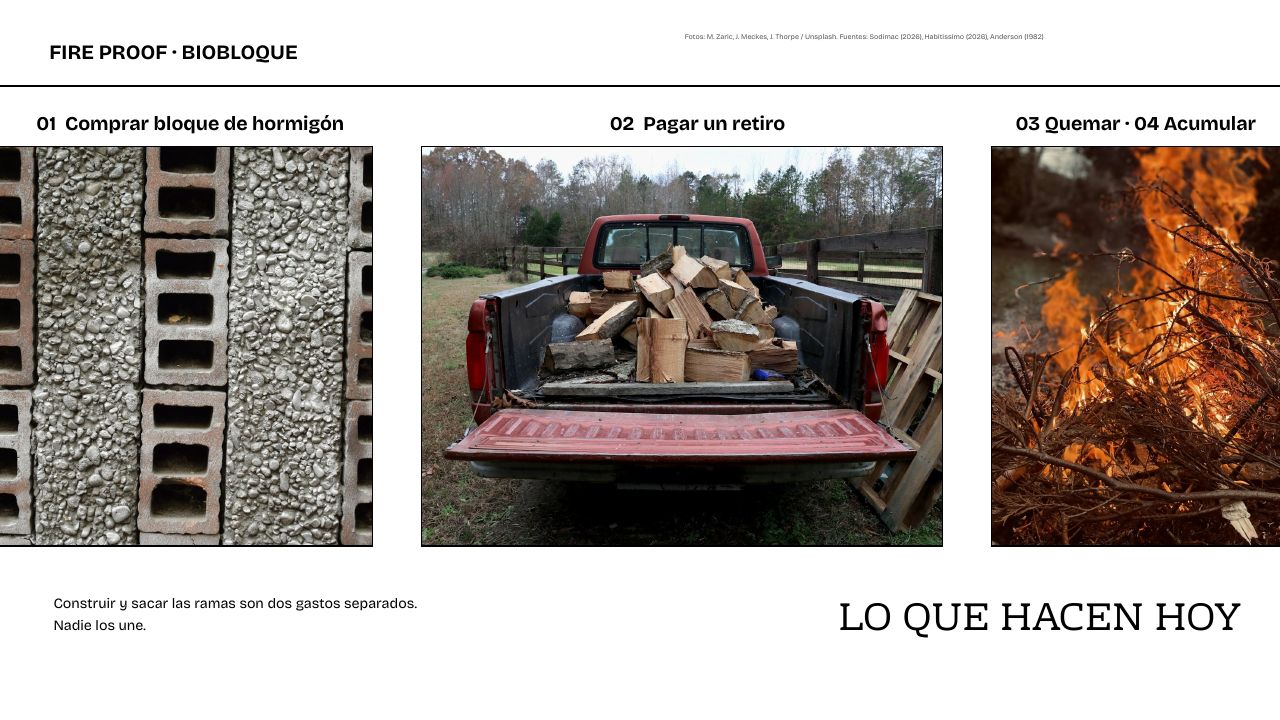 FIRE PROOF · BIOBLOQUE
Fotos: M. Zaric, J. Meckes, J. Thorpe / Unsplash. Fuentes: Sodimac (2026), Habitissimo (2026), Anderson (1982)
01 Comprar bloque de hormigón
02 Pagar un retiro
03 Quemar · 04 Acumular
Construir y sacar las ramas son dos gastos separados.
Nadie los une.
LO QUE HACEN HOY